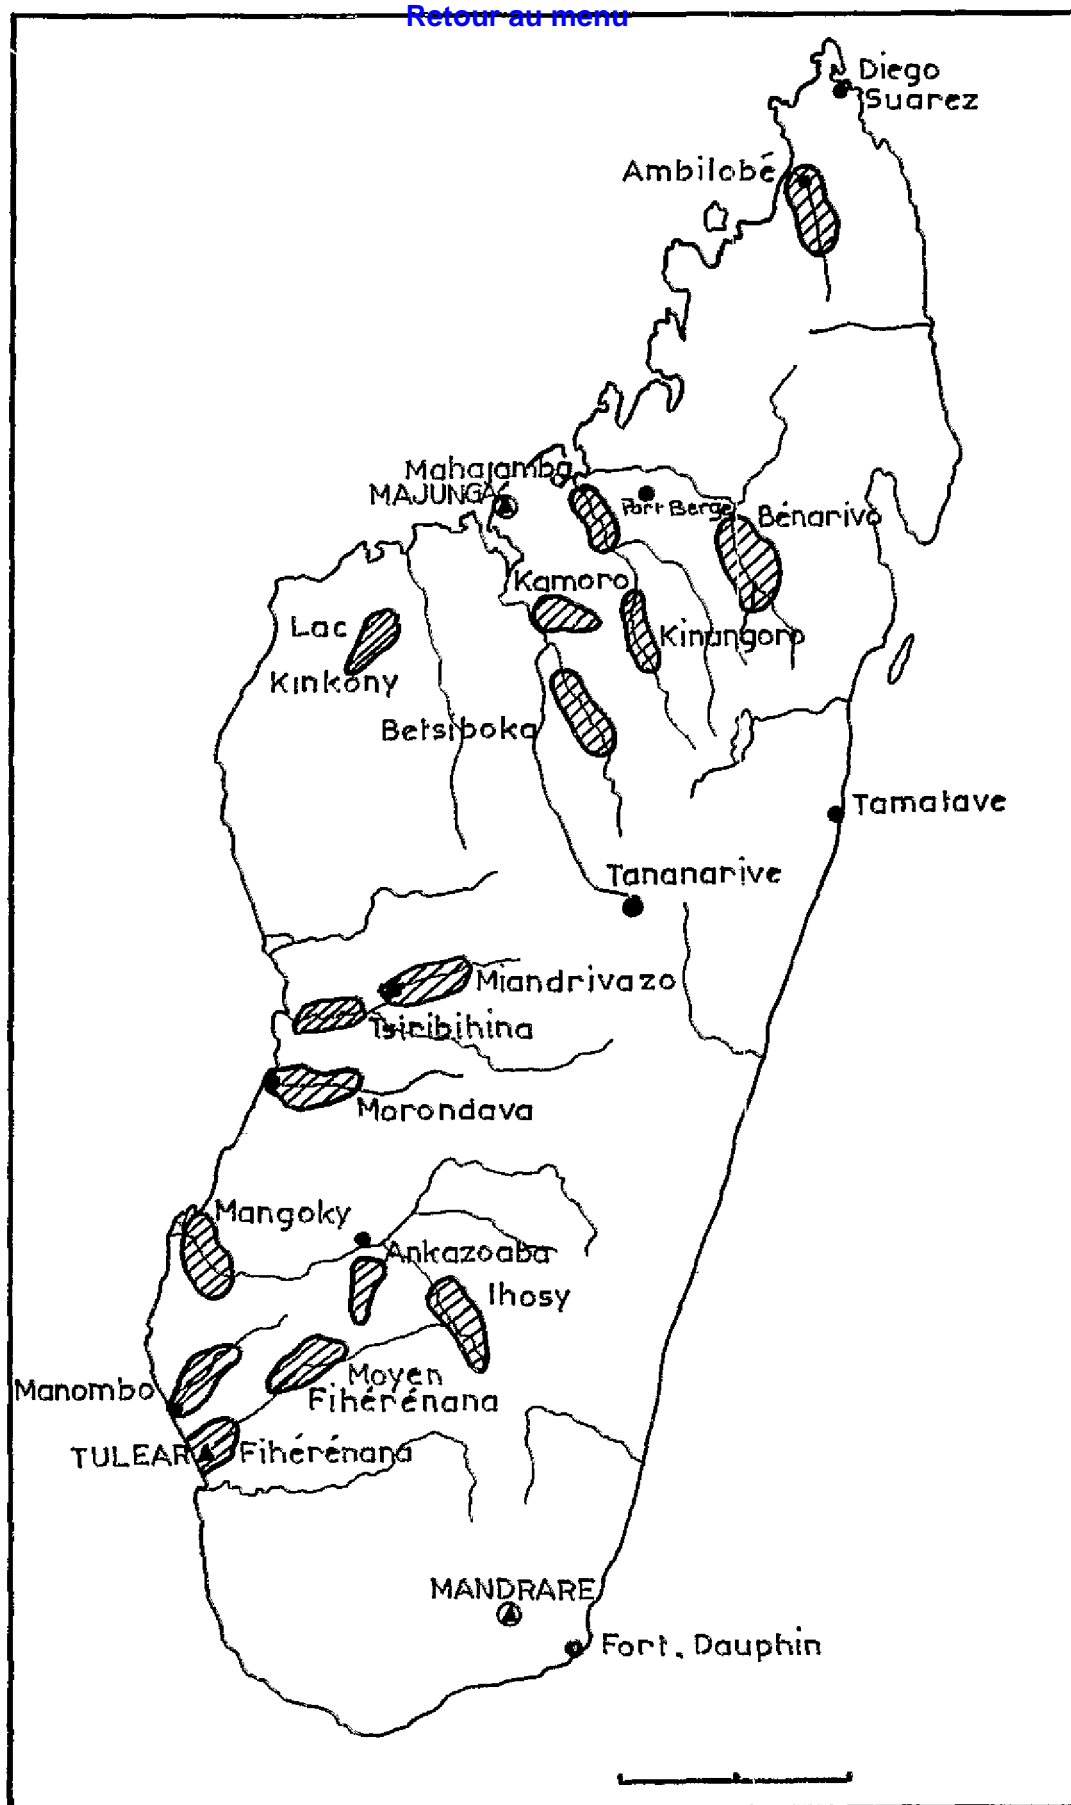 Retour au menu
Diego
Suarez
Ambilobé
Mahajamba
MAJUNGA
Port Bergé
Bénarivo
Kamoro
Lac
Kinkony
Kinangoro
Betsiboka
Tamatave
Tananarive
Miandrivazo
Tsiribihina
Morondava
Mangoky
Ankazoaba
Ihosy
Moyen
Fihérénana
Manombo
TULEAR
Fihérénana
MANDRARE
Fort. Dauphin